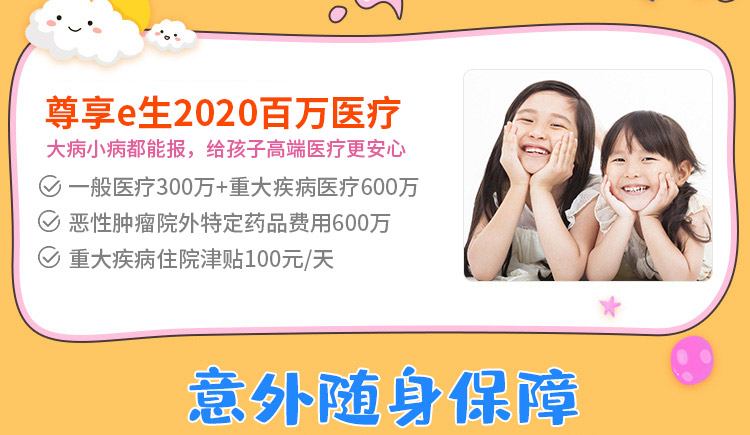 尊享e生2020百万医疗
大病小病都能报，给孩子高端医疗更安心
一般医疗300万+重大疾病医疗600万
恶性肿瘤院外特定药品费用600万
重大疾病住院津贴100元/天
意外随身保障